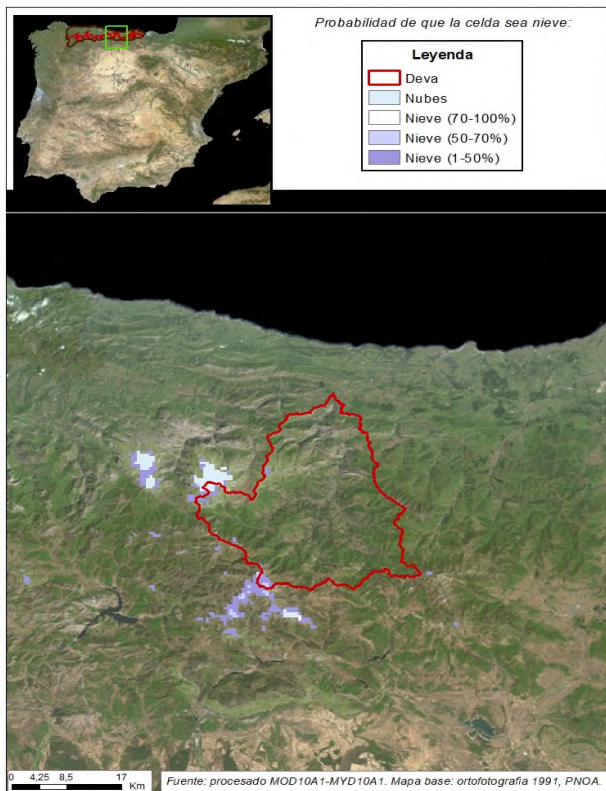 Probabilidad de que la celda sea nieve:
Leyenda
Deva
Nubes
Nieve (70-100%)
Nieve (50-70%)
Nieve (1-50%)
0 4,25 8,5 17
Km
Fuente: procesado MOD10A1-MYD10A1. Mapa base: ortofotografia 1991, PNOA.